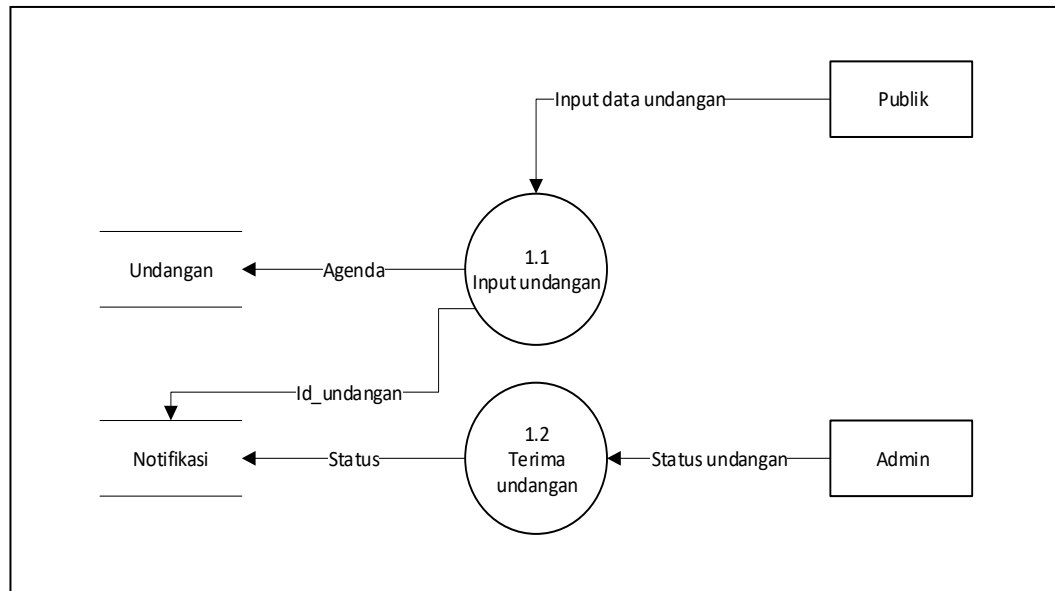 Input data undangan
Publik
1.1
Input undangan
Undangan
Agenda
Id_undangan
Notifikasi
Status
1.2
Terima
undangan
Status undangan
Admin